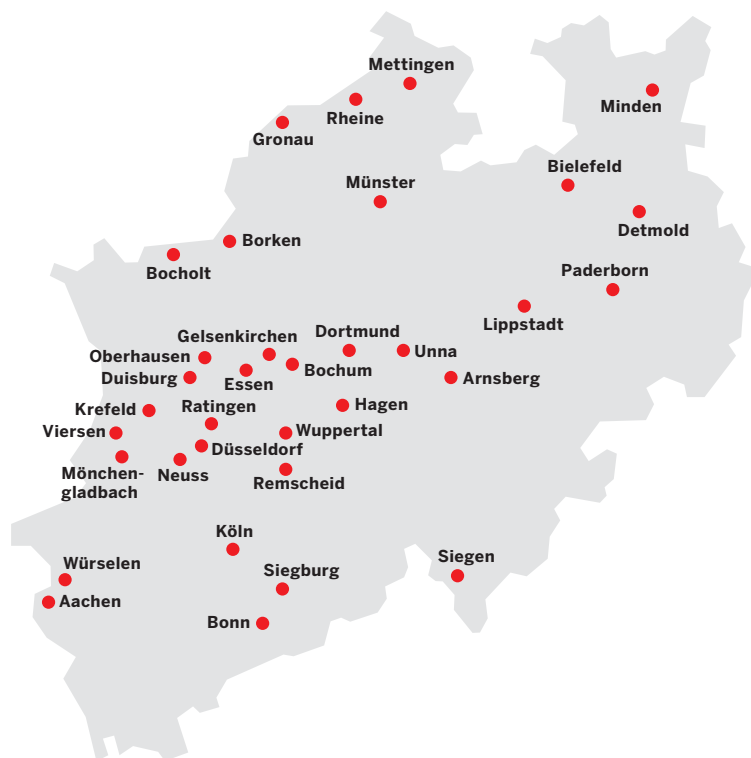 Mettingen
Minden
Rheine
Gronau
Bielefeld
Münster
Detmold
Borken
Bocholt
Paderborn
Lippstadt
Gelsenkirchen
Dortmund
Oberhausen
Unna
Bochum
Duisburg
Essen
Arnsberg
Krefeld
Ratingen
Hagen
Viersen
Wuppertal
Düsseldorf
Mönchen-
gladbach
Neuss
Remscheid
Köln
Siegen
Würselen
Siegburg
Aachen
Bonn